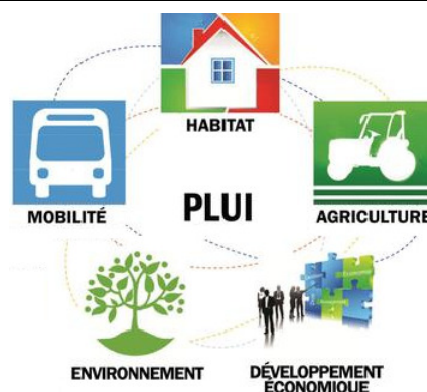 HABITAT
MOBILITÉ
PLUI
AGRICULTURE
ENVIRONNEMENT
DÉVELOPPEMENT
ÉCONOMIQUE